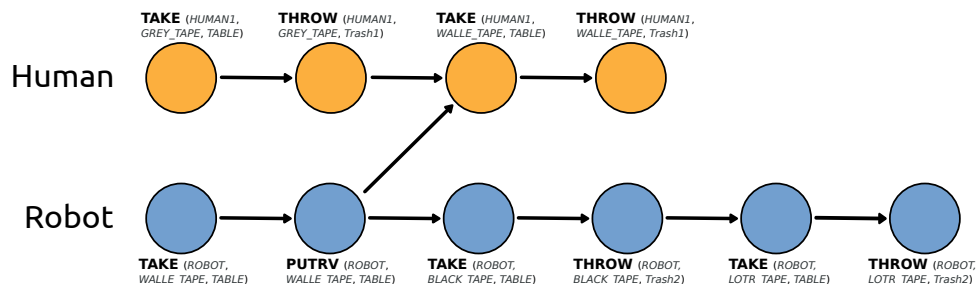 TAKE (HUMAN1,
GREY_TAPE, TABLE)
THROW (HUMAN1,
GREY_TAPE, Trash1)
TAKE (HUMAN1,
WALLE_TAPE, TABLE)
THROW (HUMAN1,
WALLE_TAPE, Trash1)
Human
Robot
TAKE (ROBOT,
WALLE_TAPE, TABLE)
PUTRV (ROBOT,
WALLE_TAPE, TABLE)
TAKE (ROBOT,
BLACK_TAPE, TABLE)
THROW (ROBOT,
BLACK_TAPE, Trash2)
TAKE (ROBOT,
LOTR_TAPE, TABLE)
THROW (ROBOT,
LOTR_TAPE, Trash2)